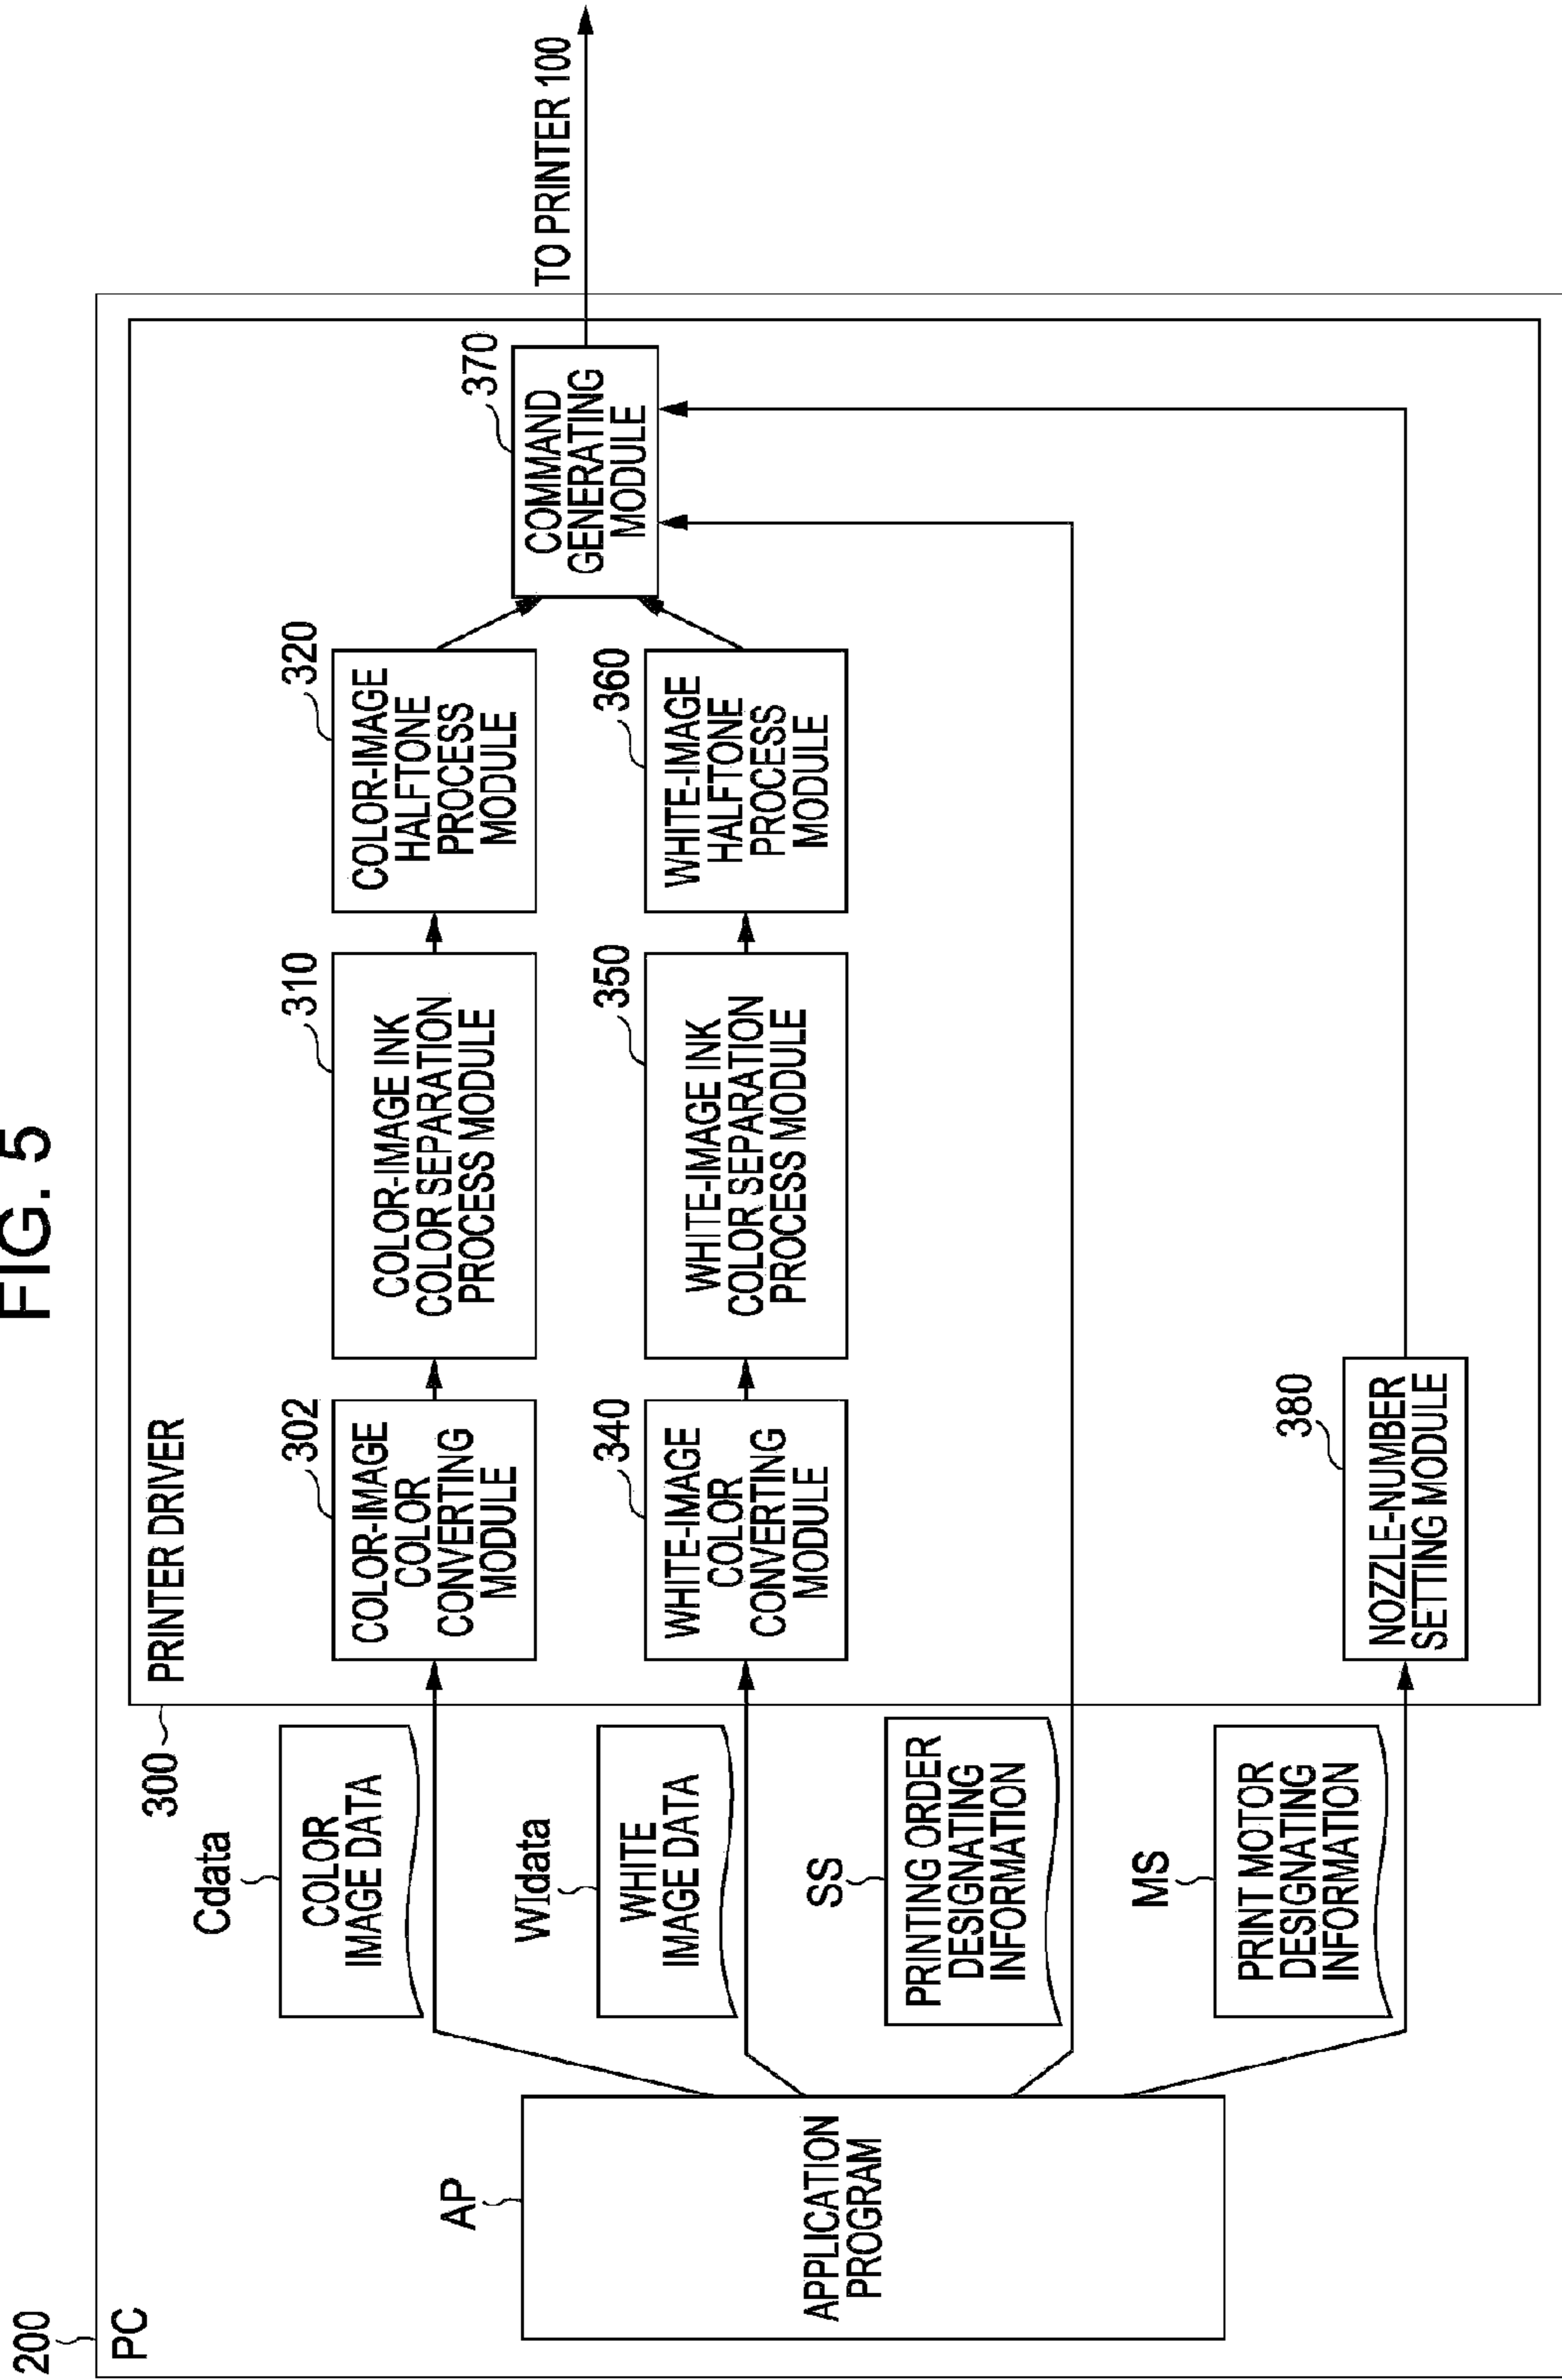 FIG. 5
200
PC
AP
APPLICATION
PROGRAM
Cdata
COLOR
IMAGE DATA
WIdata
WHITE
IMAGE DATA
SS
PRINTING ORDER
DESIGNATING
INFORMATION
MS
PRINT MOTOR
DESIGNATING
INFORMATION
300
PRINTER DRIVER
302
COLOR-IMAGE
COLOR
CONVERTING
MODULE
310
COLOR-IMAGE INK
COLOR SEPARATION
PROCESS MODULE
320
COLOR-IMAGE
HALFTONE
PROCESS
MODULE
340
WHITE-IMAGE
COLOR
CONVERTING
MODULE
350
WHITE-IMAGE INK
COLOR SEPARATION
PROCESS MODULE
360
WHITE-IMAGE
HALFTONE
PROCESS
MODULE
370
COMMAND
GENERATING
MODULE
380
NOZZLE-NUMBER
SETTING MODULE
TO PRINTER 100